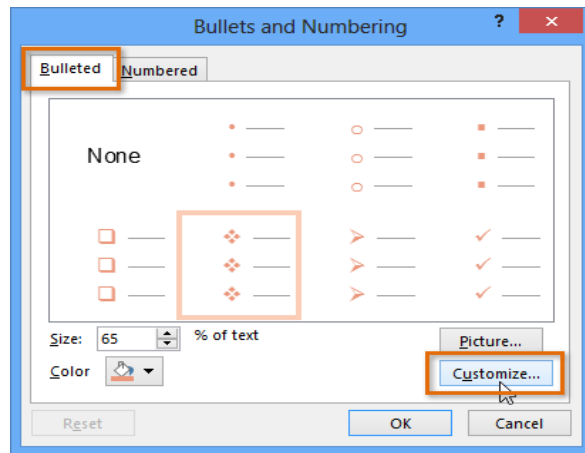 Bullets and Numbering ?
Bulleted Numbered
None
Size: 65 % of text Picture...
Color Customize...
Reset OK Cancel